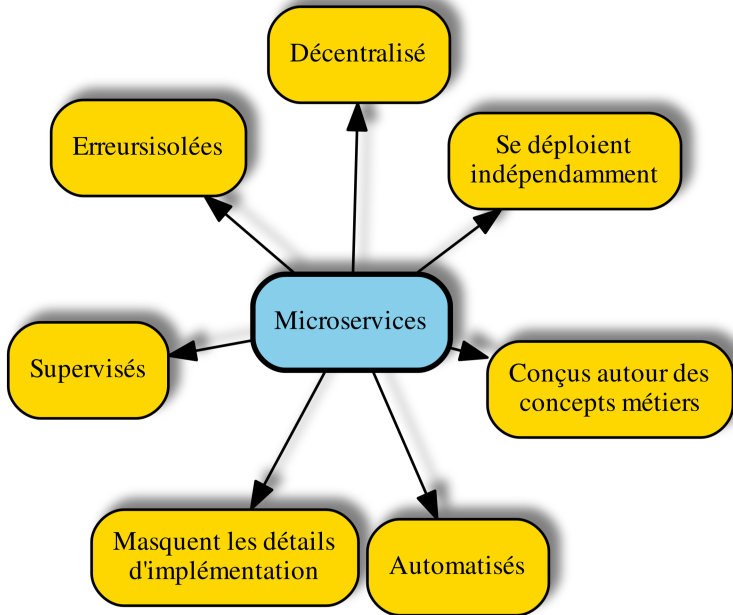 Décentralisé
Erreursisolées
Se déploient
indépendamment
Microservices
Supervisés
Conçus autour des
concepts métiers
Masquent les détails
d'implémentation
Automatisés